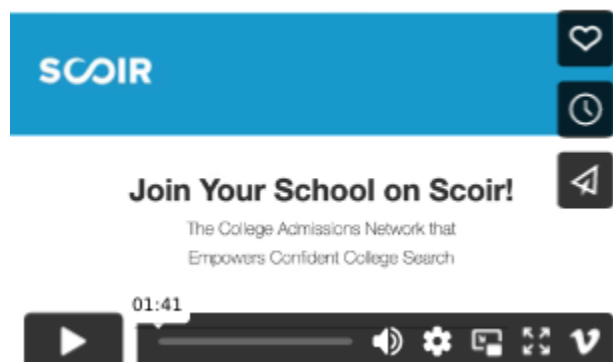 SCOIR
Join Your School on Scoir!
The College Admissions Network that
Empowers Confident College Search
01:41